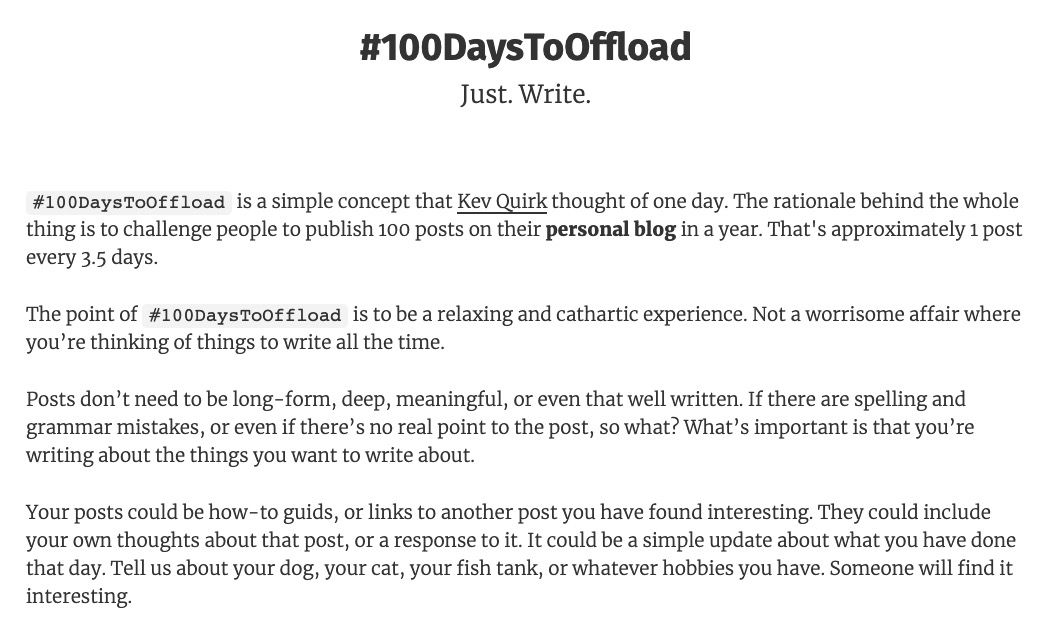 #100DaysToOffload
Just. Write.
#100DaysToOffload is a simple concept that Kev Quirk thought of one day. The rationale behind the whole
thing is to challenge people to publish 100 posts on their personal blog in a year. That's approximately 1 post
every 3.5 days.
The point of #100DaysToOffload is to be a relaxing and cathartic experience. Not a worrisome affair where
you’re thinking of things to write all the time.
Posts don’t need to be long-form, deep, meaningful, or even that well written. If there are spelling and
grammar mistakes, or even if there’s no real point to the post, so what? What’s important is that you’re
writing about the things you want to write about.
Your posts could be how-to guids, or links to another post you have found interesting. They could include
your own thoughts about that post, or a response to it. It could be a simple update about what you have done
that day. Tell us about your dog, your cat, your fish tank, or whatever hobbies you have. Someone will find it
interesting.